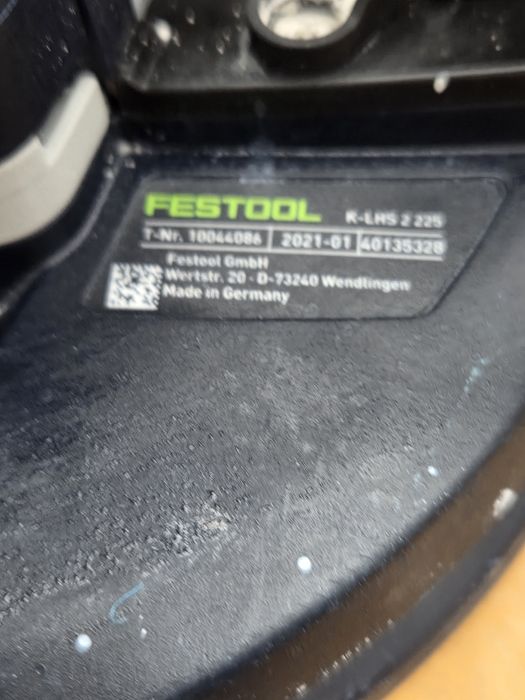 FESTOOL K-LHS 2 225
T-Nr. 10044086 2021-01 40135328
Festool GmbH
Wertstr. 20 · D-73240 Wendlingen
Made in Germany